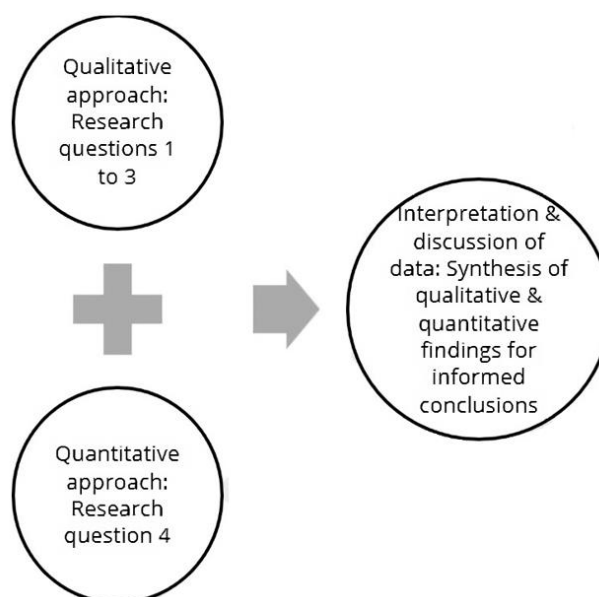 Qualitative
approach:
Research
questions 1
to 3
Interpretation &
discussion of
data: Synthesis of
qualitative &
quantitative
findings for
informed
conclusions
Quantitative
approach:
Research
question 4